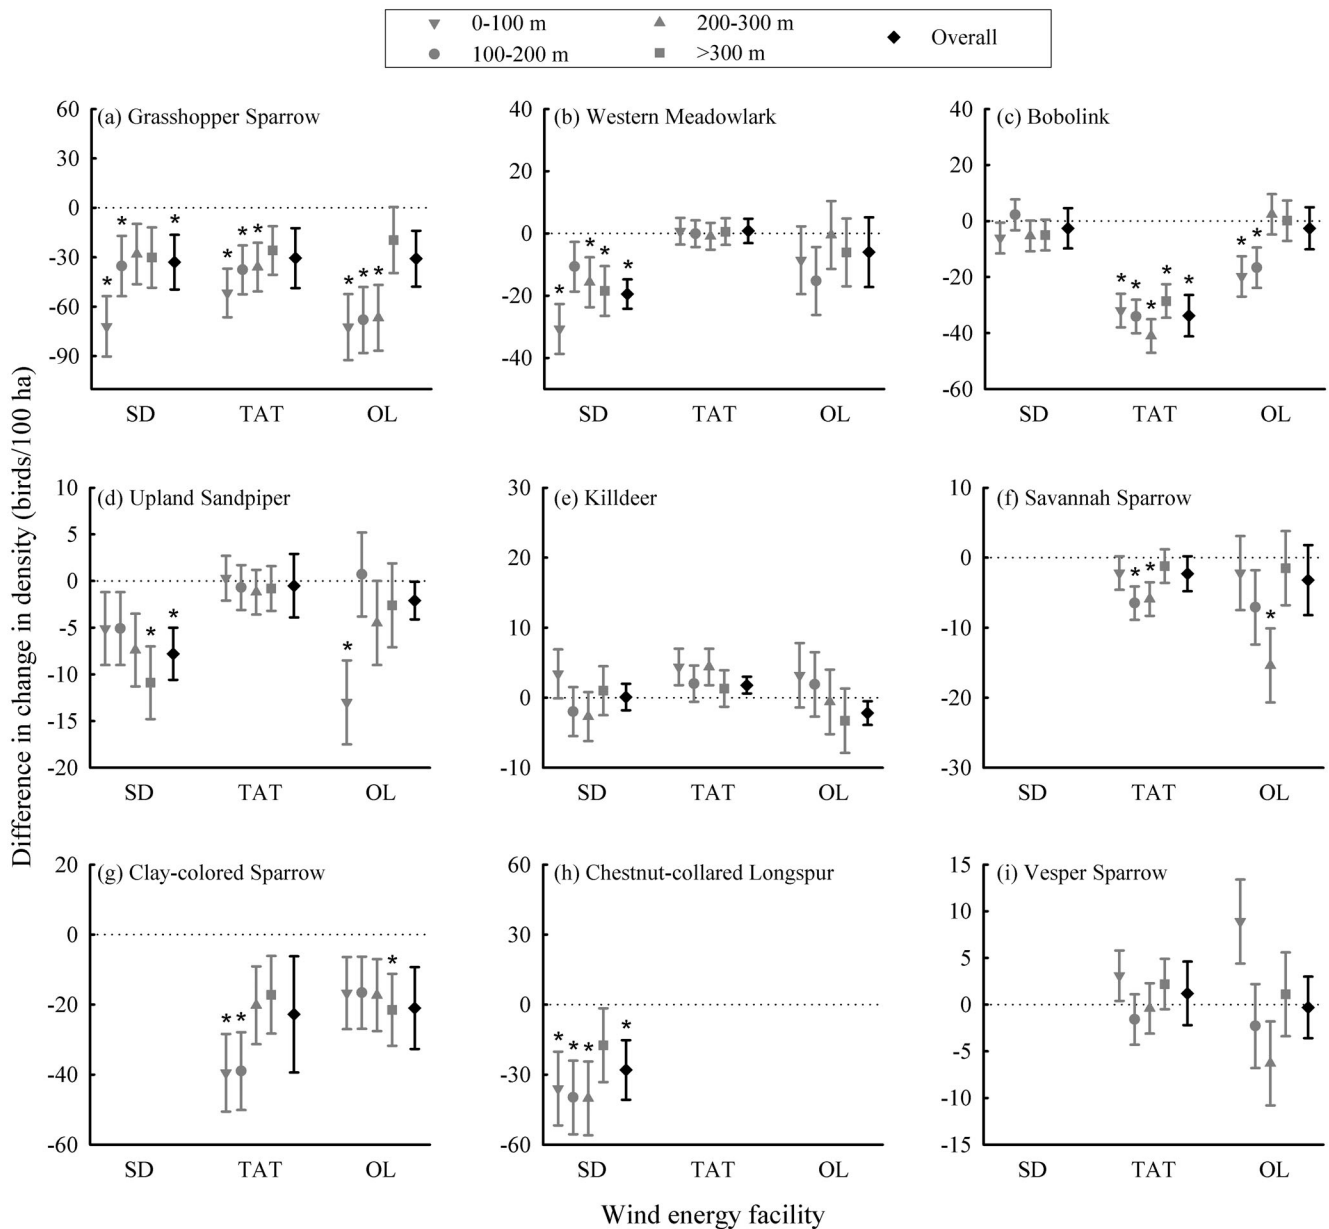 0-100 m
200-300 m
Overall
100-200 m
>300 m
Difference in change in density (birds/100 ha)
(a) Grasshopper Sparrow
60
30
0
-30
-60
-90
* * * * * * * * *
SD TAT OL
(b) Western Meadowlark
40
20
0
-20
-40
* * * *
SD TAT OL
(c) Bobolink
40
20
0
-20
-40
-60
* * * * * * *
SD TAT OL
(d) Upland Sandpiper
10
5
0
-5
-10
-15
-20
* * *
SD TAT OL
(e) Killdeer
30
20
10
0
-10
SD TAT OL
(f) Savannah Sparrow
10
0
-10
-20
-30
* * *
SD TAT OL
(g) Clay-colored Sparrow
20
0
-20
-40
-60
* * *
SD TAT OL
(h) Chestnut-collared Longspur
60
30
0
-30
-60
* * * *
SD TAT OL
(i) Vesper Sparrow
15
10
5
0
-5
-10
-15
SD TAT OL
Wind energy facility